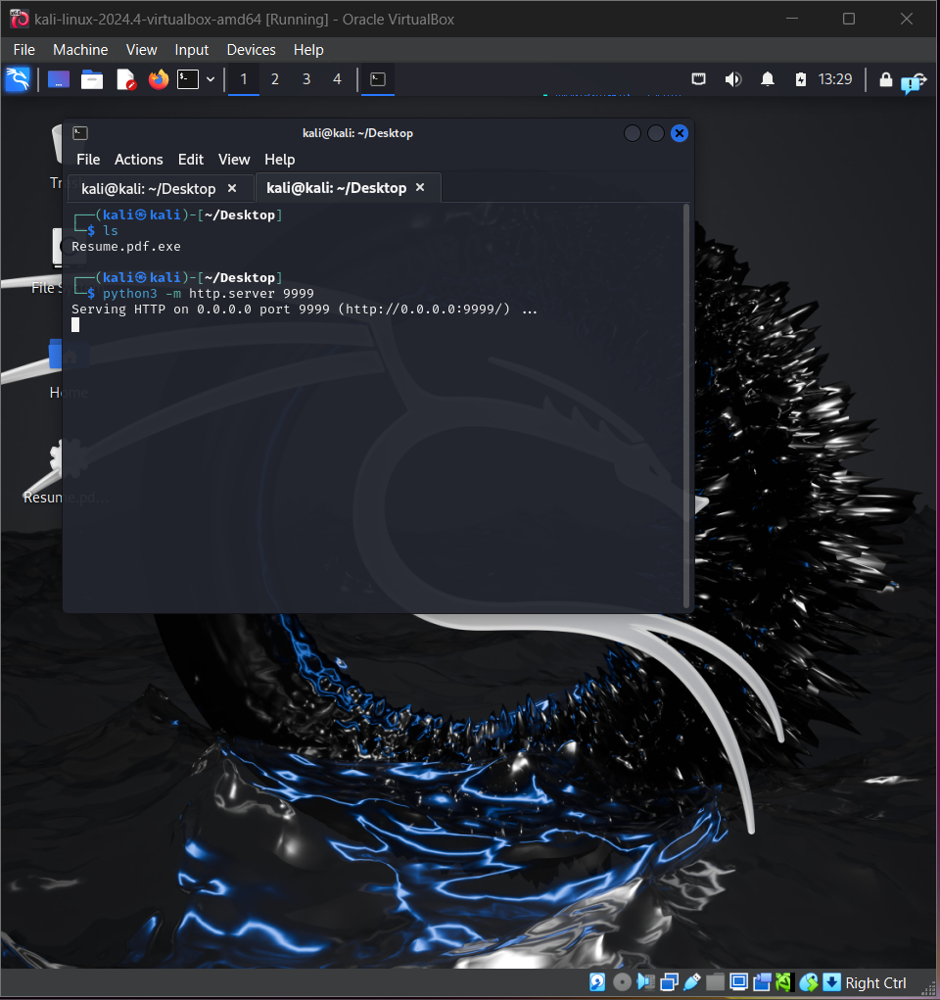 kali-linux-2024.4-virtualbox-amd64 [Running] - Oracle VirtualBox
File Machine View Input Devices Help
1 2 3 4 13:29
kali@kali: ~/Desktop
File Actions Edit View Help
kali@kali: ~/Desktop × kali@kali: ~/Desktop ×
┌──(kali㉿kali)-[~/Desktop]
└─$ ls
Resume.pdf.exe
┌──(kali㉿kali)-[~/Desktop]
└─$ python3 -m http.server 9999
Serving HTTP on 0.0.0.0 port 9999 (http://0.0.0.0:9999/) ...
File S
Home
Resume.pd...
Right Ctrl